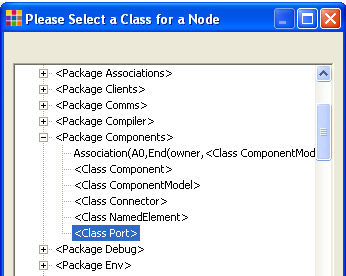 Please Select a Class for a Node
<Package Associations>
<Package Clients>
<Package Comms>
<Package Compiler>
<Package Components>
Association(A0,End(owner, <Class ComponentMod
<Class Component>
<Class ComponentModel>
<Class Connector>
<Class NamedElement>
<Class Port>
<Package Debug>
<Package Env>